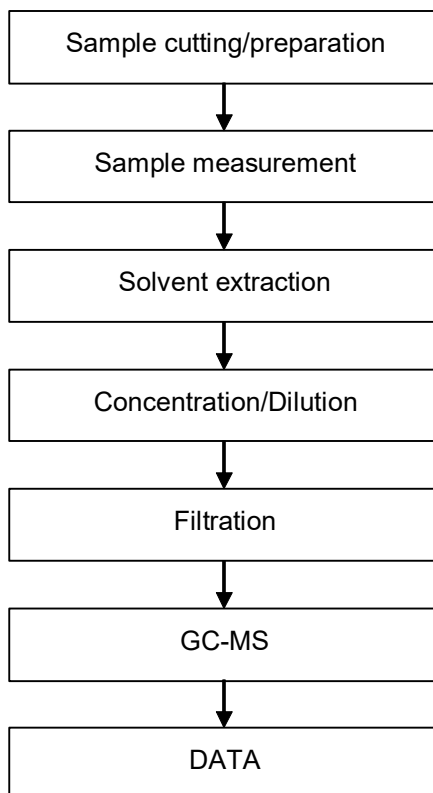 Sample cutting/preparation
Sample measurement
Solvent extraction
Concentration/Dilution
Filtration
GC-MS
DATA